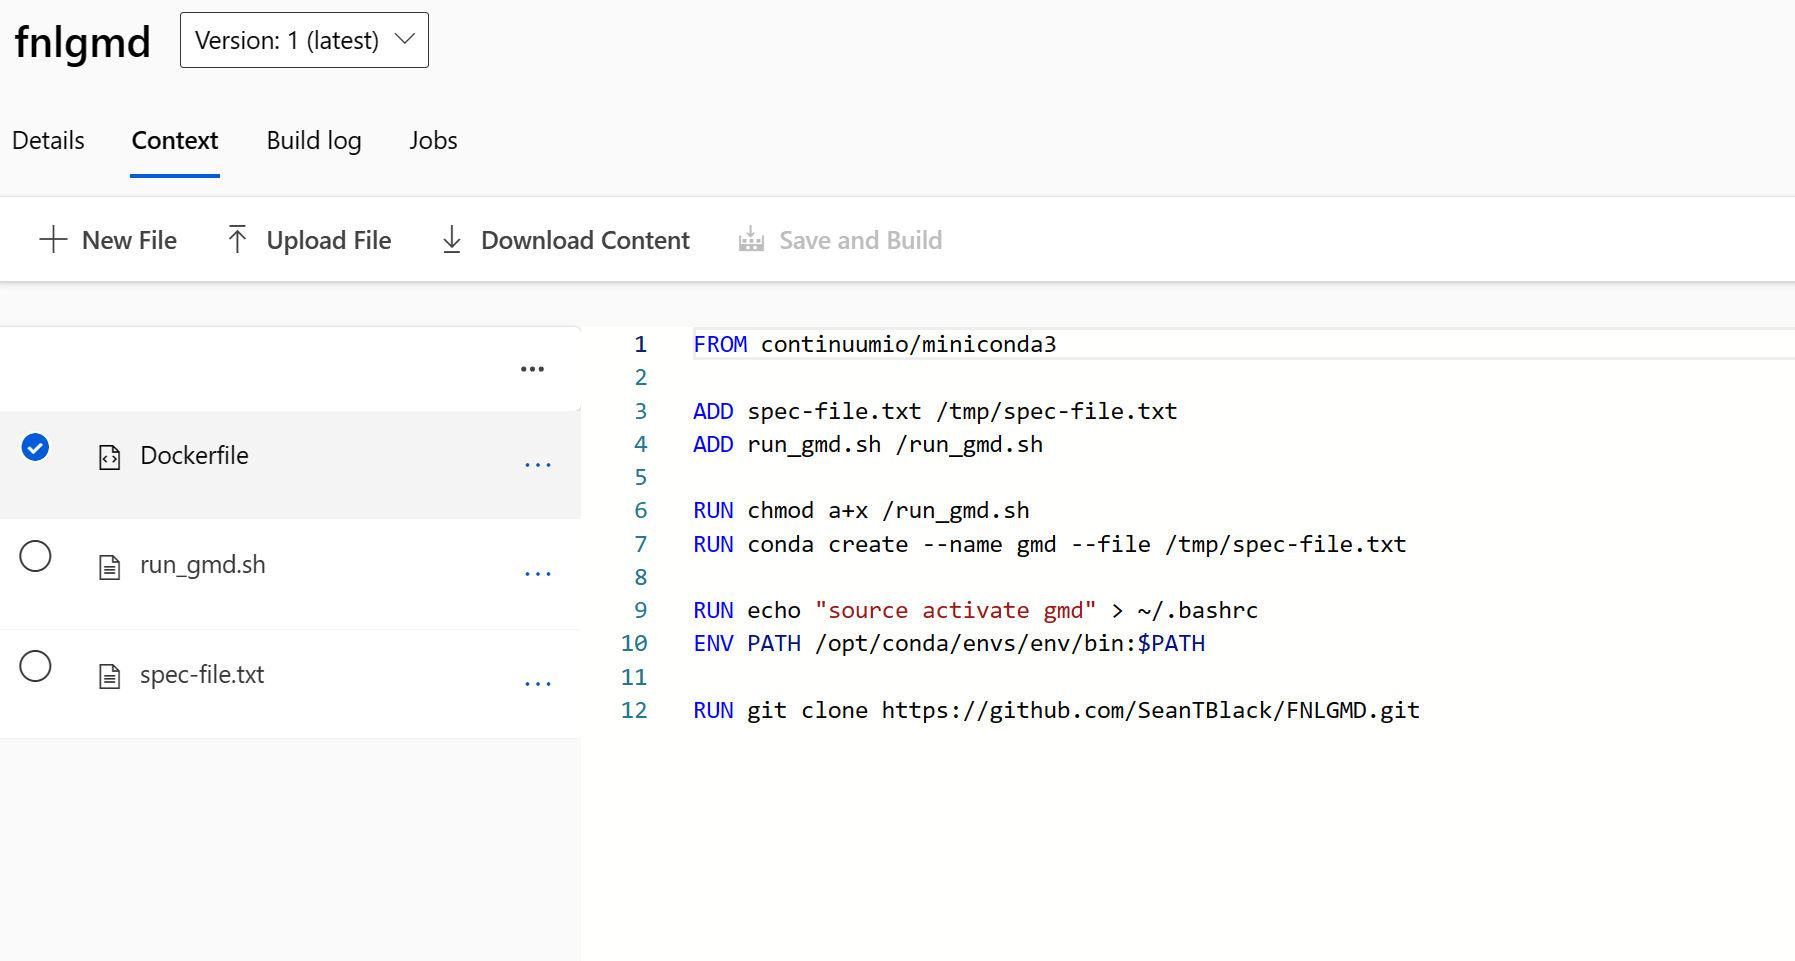 fnlgmd
Version: 1 (latest)
Details
Context
Build log
Jobs
New File
Upload File
Download Content
Save and Build
...
Dockerfile
...
run_gmd.sh
...
spec-file.txt
...
1 FROM continuumio/miniconda3
2
3 ADD spec-file.txt /tmp/spec-file.txt
4 ADD run_gmd.sh /run_gmd.sh
5
6 RUN chmod a+x /run_gmd.sh
7 RUN conda create --name gmd --file /tmp/spec-file.txt
8
9 RUN echo "source activate gmd" > ~/.bashrc
10 ENV PATH /opt/conda/envs/env/bin:$PATH
11
12 RUN git clone https://github.com/SeanTBlack/FNLGMD.git